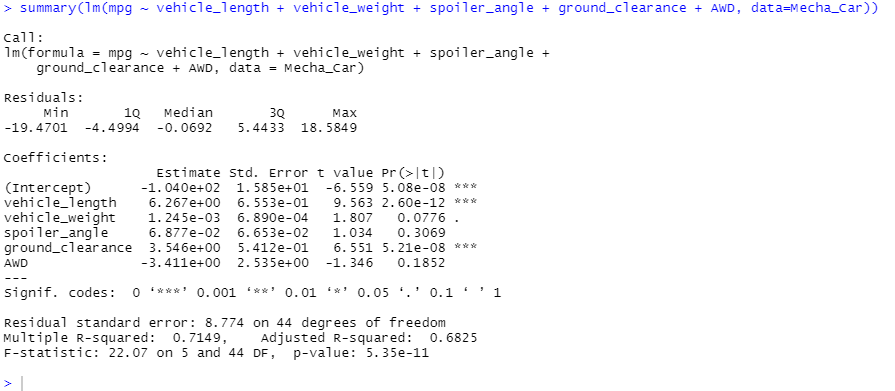 > summary(lm(mpg ~ vehicle_length + vehicle_weight + spoiler_angle + ground_clearance + AWD, data=Mecha_Car))
Call:
lm(formula = mpg ~ vehicle_length + vehicle_weight + spoiler_angle +
    ground_clearance + AWD, data = Mecha_Car)
Residuals:
     Min       1Q   Median       3Q      Max
-19.4701  -4.4994  -0.0692   5.4433  18.5849
Coefficients:
                   Estimate Std. Error t value Pr(>|t|)
(Intercept)      -1.040e+02  1.585e+01  -6.559 5.08e-08 ***
vehicle_length    6.267e+00  6.553e-01   9.563 2.60e-12 ***
vehicle_weight    1.245e-03  6.890e-04   1.807   0.0776 .
spoiler_angle     6.877e-02  6.653e-02   1.034   0.3069
ground_clearance  3.546e+00  5.412e-01   6.551 5.21e-08 ***
AWD              -3.411e+00  2.535e+00  -1.346   0.1852
---
Signif. codes:  0 ‘***’ 0.001 ‘**’ 0.01 ‘*’ 0.05 ‘.’ 0.1 ‘ ’ 1
Residual standard error: 8.774 on 44 degrees of freedom
Multiple R-squared:  0.7149,    Adjusted R-squared:  0.6825
F-statistic: 22.07 on 5 and 44 DF,  p-value: 5.35e-11
>